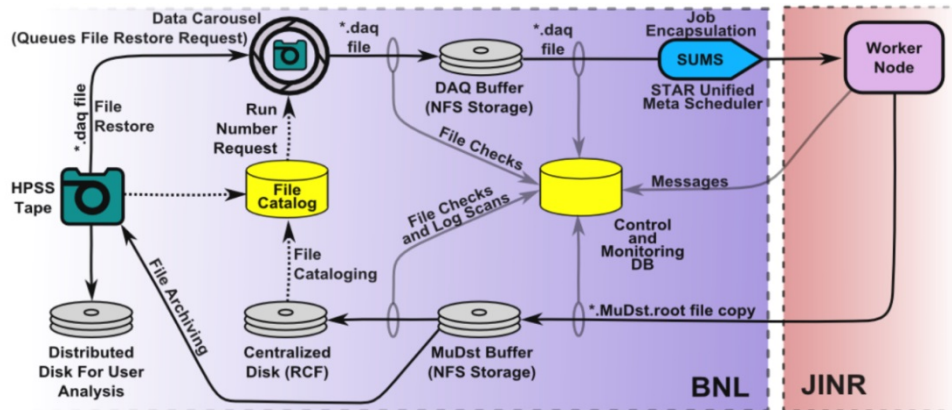 Data Carousel
(Queues File Restore Request)
*.daq
file
*.daq
file
Job
Encapsulation
SUMS
STAR Unified
Meta Scheduler
Worker
Node
DAQ Buffer
(NFS Storage)
*.daq file
File
Restore
Run
Number
Request
File Checks
HPSS
Tape
File
Catalog
Messages
File Checks
and Log Scans
Control
and
Monitoring
DB
File
Cataloging
File Archiving
*.MuDst.root file copy
Distributed
Disk For User
Analysis
Centralized
Disk (RCF)
MuDst Buffer
(NFS Storage)
BNL
JINR